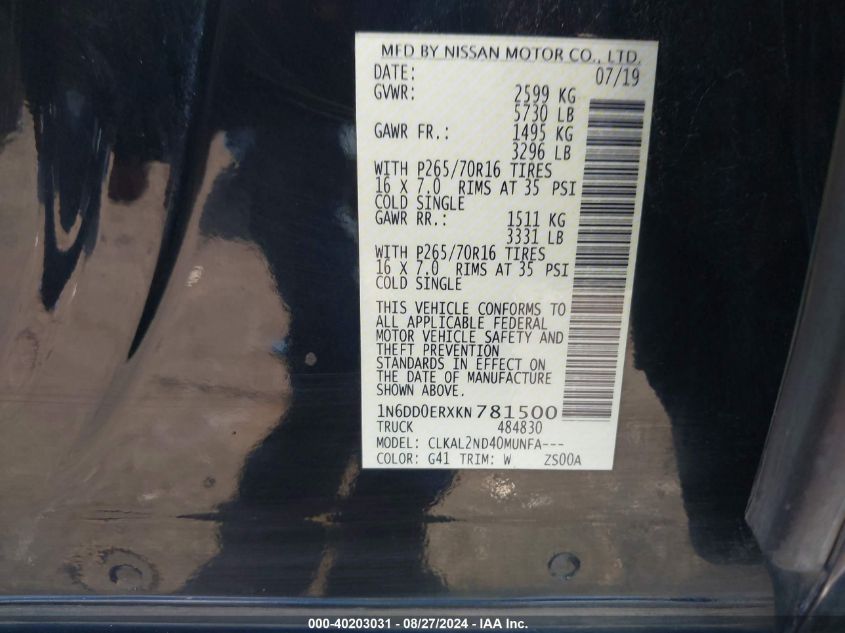 MFD BY NISSAN MOTOR CO., LTD.
DATE: 07/19
GVWR: 2599 KG
5730 LB
GAWR FR.: 1495 KG
3296 LB
WITH P265/70R16 TIRES
16 X 7.0 RIMS AT 35 PSI
COLD SINGLE
GAWR RR.: 1511 KG
3331 LB
WITH P265/70R16 TIRES
16 X 7.0 RIMS AT 35 PSI
COLD SINGLE
THIS VEHICLE CONFORMS TO
ALL APPLICABLE FEDERAL
MOTOR VEHICLE SAFETY AND
THEFT PREVENTION
STANDARDS IN EFFECT ON
THE DATE OF MANUFACTURE
SHOWN ABOVE.
1N6DD0ERXKN 781500
TRUCK 484830
MODEL: CLKAL2ND40MUNFA---
COLOR: G41 TRIM: W ZS00A
000-40203031 - 08/27/2024 - IAA Inc.